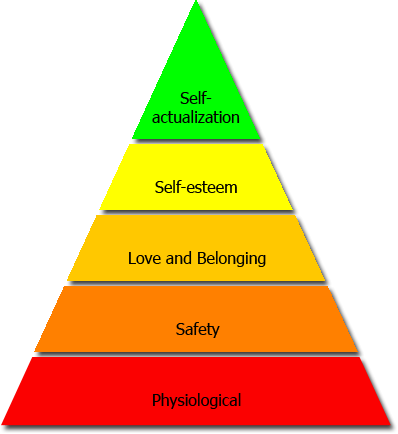 Self-
actualization
Self-esteem
Love and Belonging
Safety
Physiological